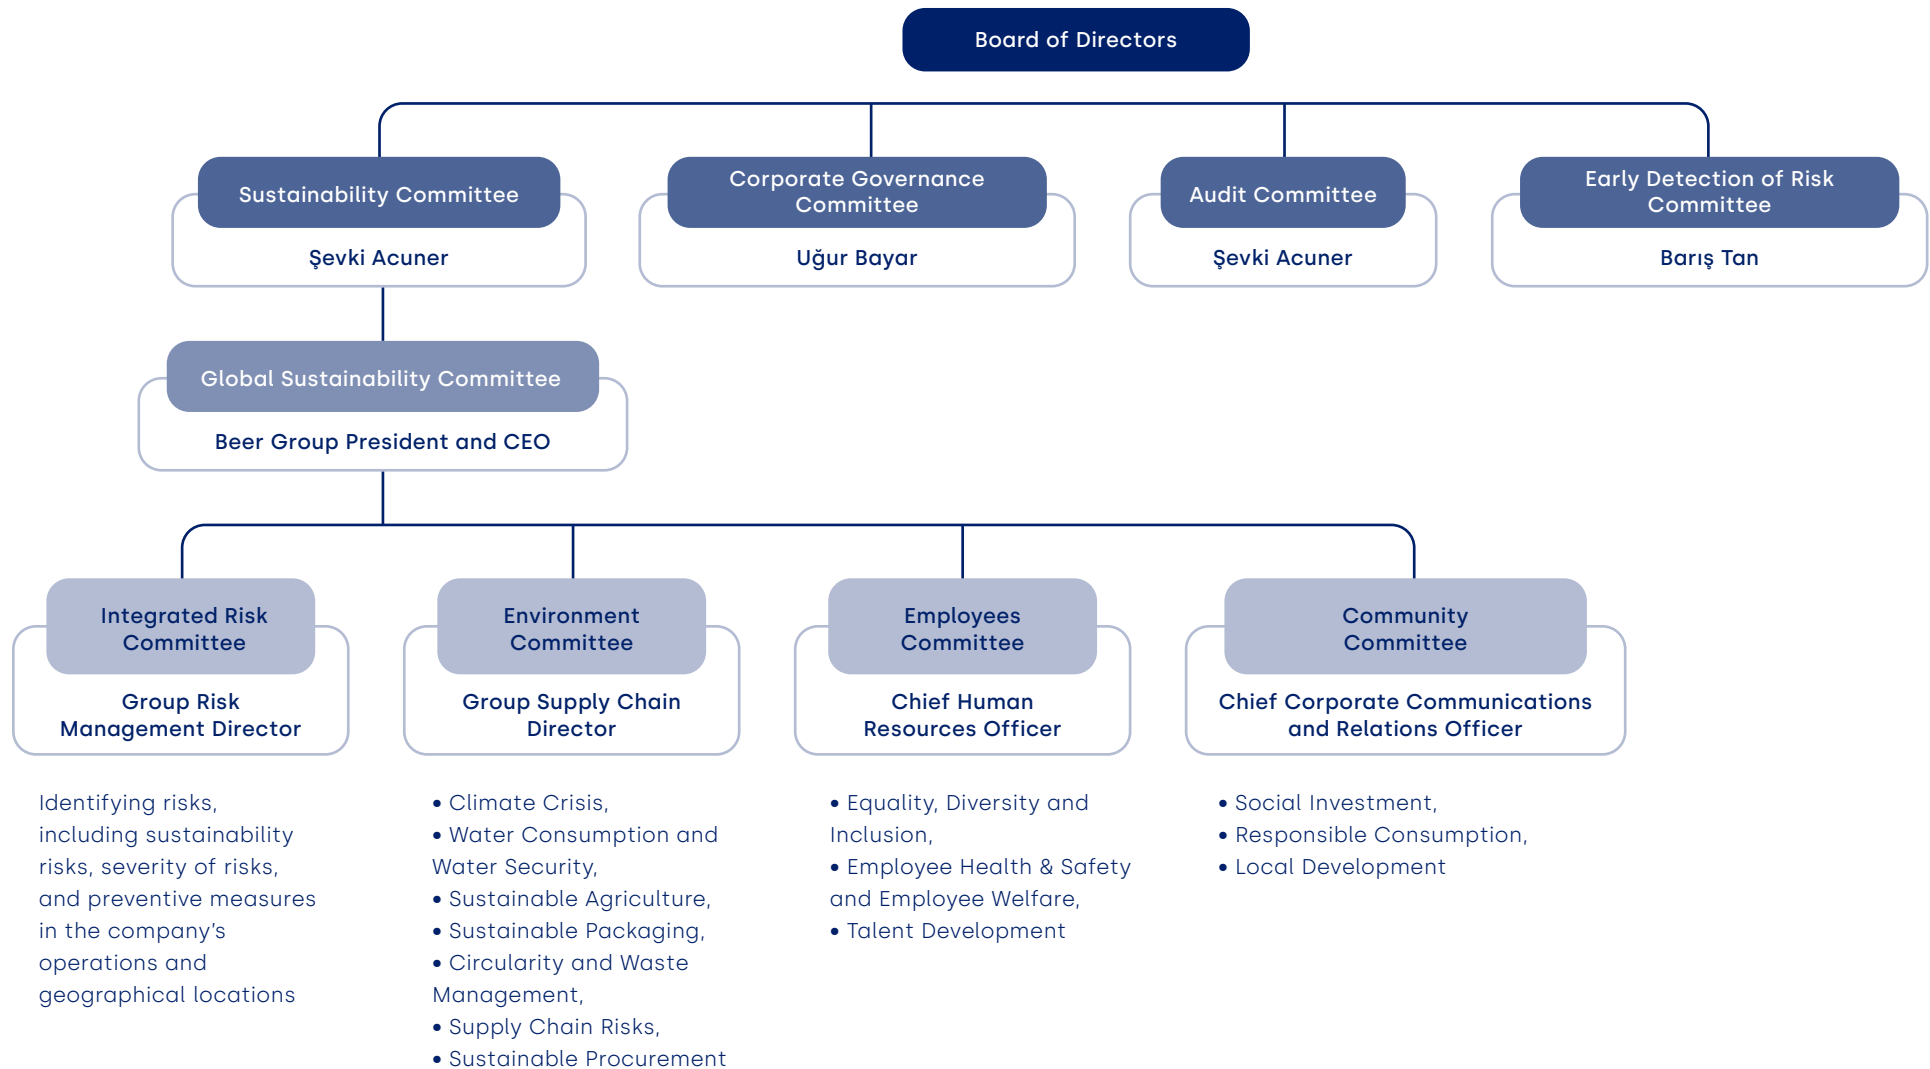 Board of Directors
Sustainability Committee
Şevki Acuner
Corporate Governance
Committee
Uğur Bayar
Audit Committee
Şevki Acuner
Early Detection of Risk
Committee
Barış Tan
Global Sustainability Committee
Beer Group President and CEO
Integrated Risk
Committee
Group Risk
Management Director
Identifying risks,
including sustainability
risks, severity of risks,
and preventive measures
in the company’s
operations and
geographical locations
Environment
Committee
Group Supply Chain
Director
• Climate Crisis,
• Water Consumption and
Water Security,
• Sustainable Agriculture,
• Sustainable Packaging,
• Circularity and Waste
Management,
• Supply Chain Risks,
• Sustainable Procurement
Employees
Committee
Chief Human
Resources Officer
• Equality, Diversity and
Inclusion,
• Employee Health & Safety
and Employee Welfare,
• Talent Development
Community
Committee
Chief Corporate Communications
and Relations Officer
• Social Investment,
• Responsible Consumption,
• Local Development